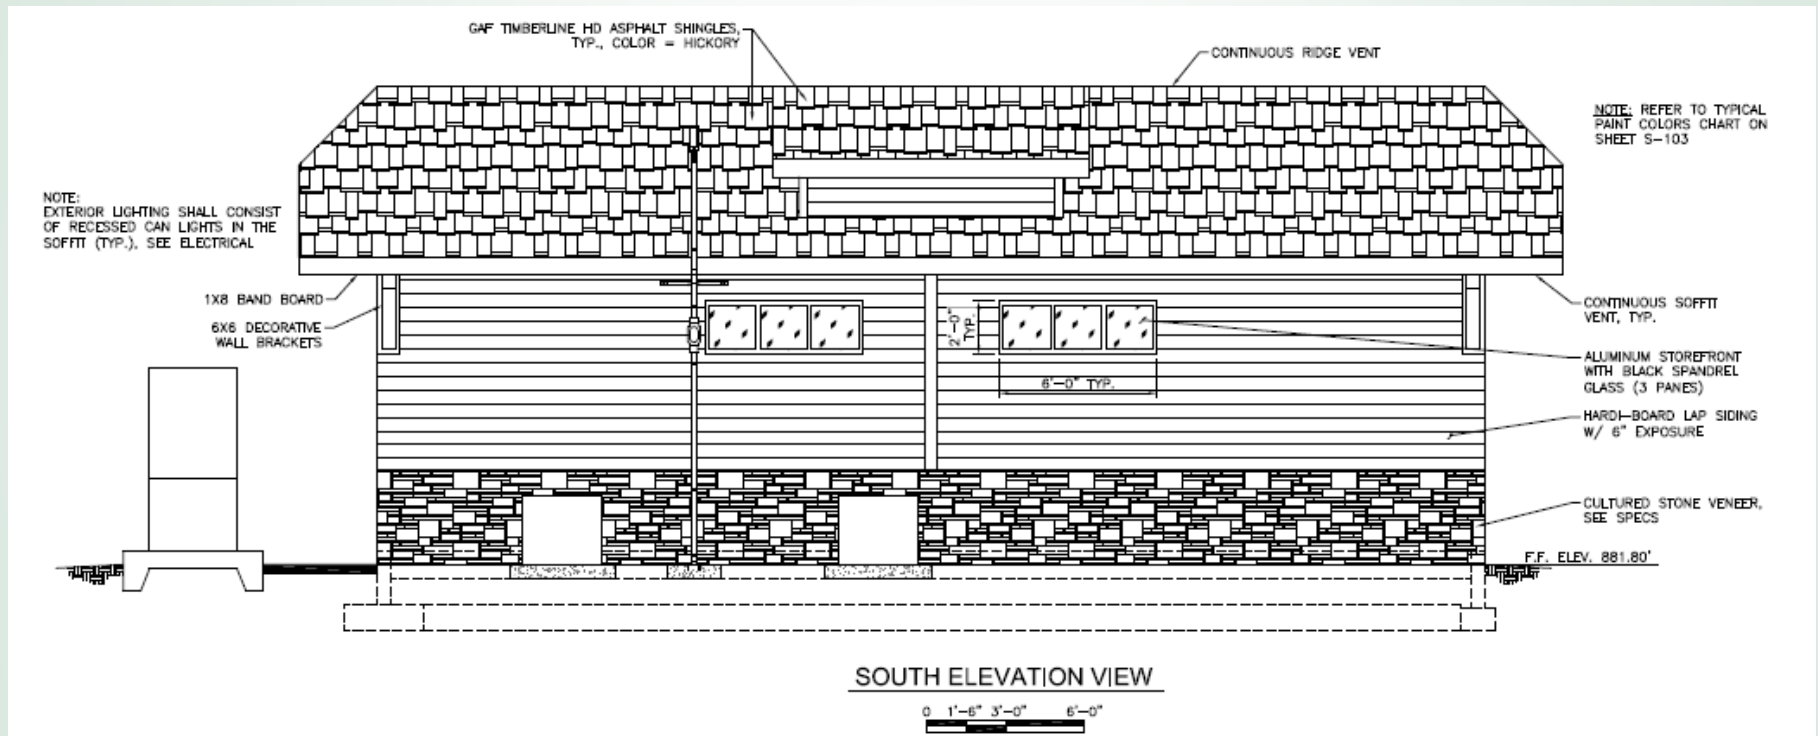 GAF TIMBERLINE HD ASPHALT SHINGLES,
TYP., COLOR = HICKORY
CONTINUOUS RIDGE VENT
NOTE: REFER TO TYPICAL
PAINT COLORS CHART ON
SHEET S-103
NOTE:
EXTERIOR LIGHTING SHALL CONSIST
OF RECESSED CAN LIGHTS IN THE
SOFFIT (TYP.), SEE ELECTRICAL
1X8 BAND BOARD
6X6 DECORATIVE
WALL BRACKETS
2'-0"
TYP.
6'-0" TYP.
CONTINUOUS SOFFIT
VENT, TYP.
ALUMINUM STOREFRONT
WITH BLACK SPANDREL
GLASS (3 PANES)
HARDI-BOARD LAP SIDING
W/ 6" EXPOSURE
CULTURED STONE VENEER,
SEE SPECS
F.F. ELEV. 881.80'
SOUTH ELEVATION VIEW
0 1'-6" 3'-0" 6'-0"